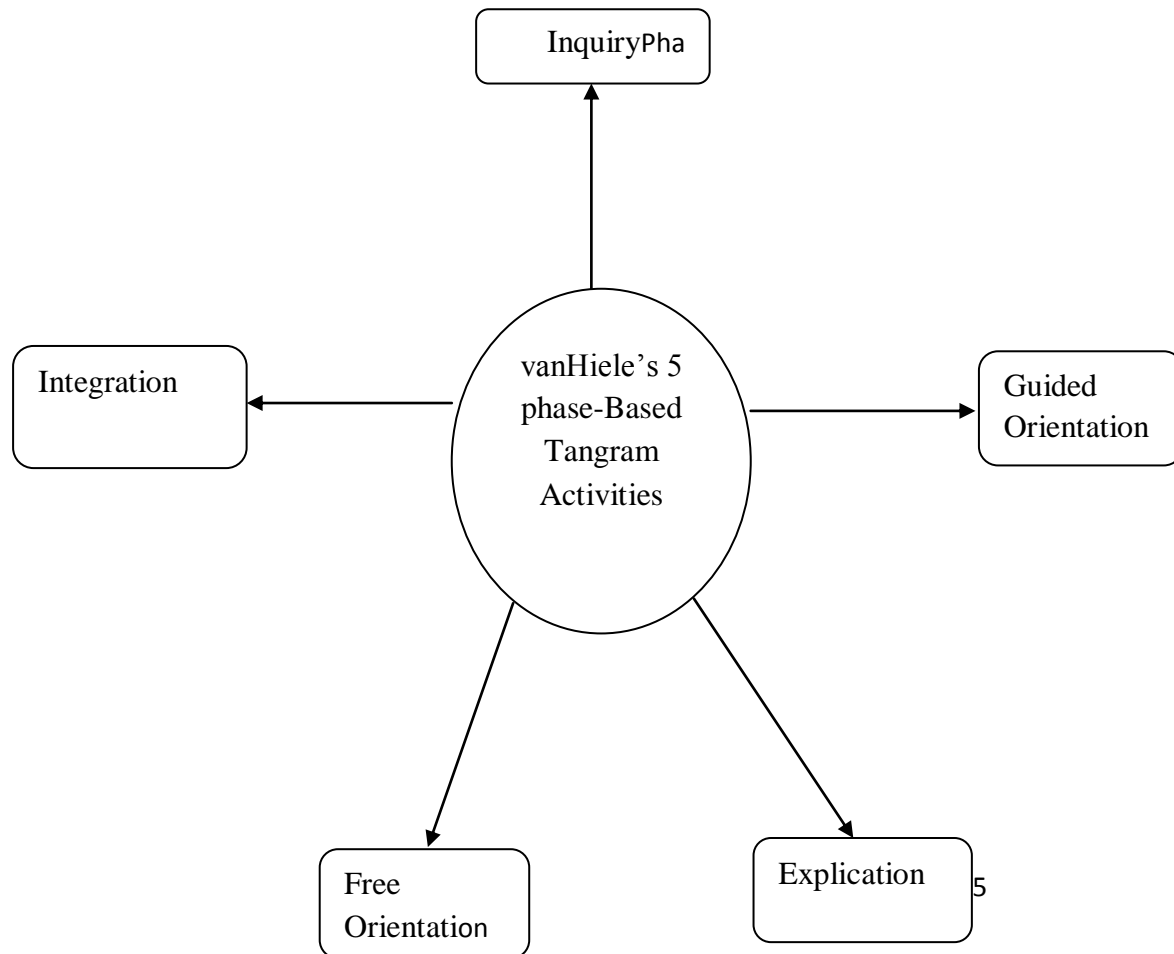 InquiryPha
vanHiele’s 5
phase-Based
Tangram
Activities
Integration
Guided
Orientation
Free
Orientation
Explication
5